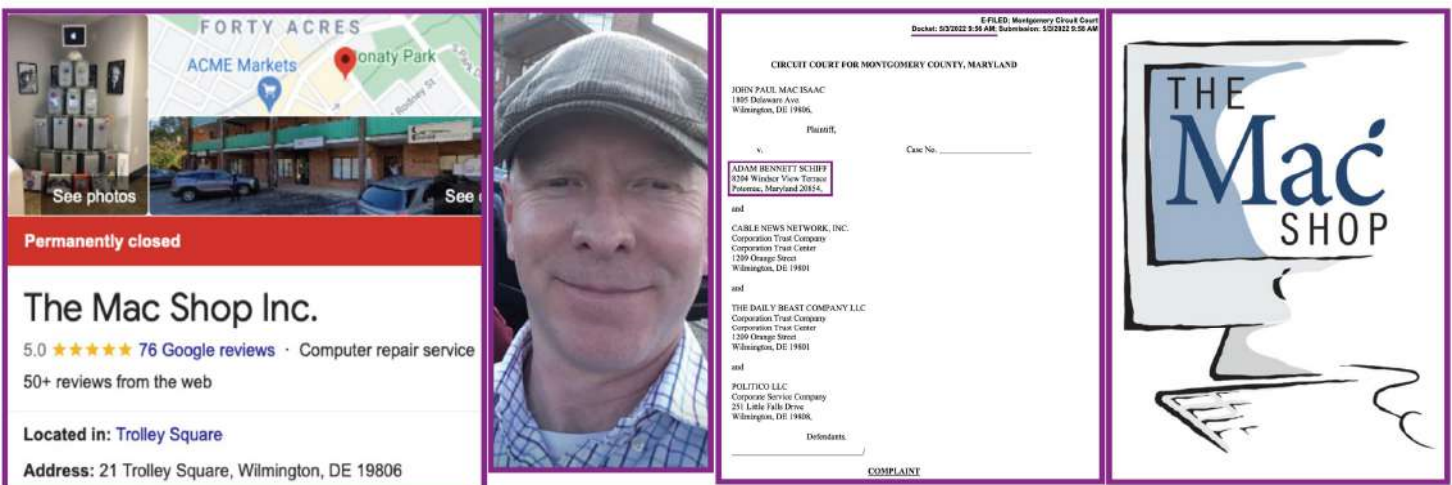 FORTY ACRES
ACME Markets
onaty Park
Rodney St
See photos
See
Permanently closed
The Mac Shop Inc.
5.0 ★★★★★ 76 Google reviews · Computer repair service
50+ reviews from the web
Located in: Trolley Square
Address: 21 Trolley Square, Wilmington, DE 19806
E-FILED; Montgomery Circuit Court
Docket: 5/3/2022 9:56 AM; Submission: 5/3/2022 9:56 AM
CIRCUIT COURT FOR MONTGOMERY COUNTY, MARYLAND
JOHN PAUL MAC ISAAC
1805 Delaware Ave.
Wilmington, DE 19806,
Plaintiff,
v.
Case No.
ADAM BENNETT SCHIFF
8204 Windsor View Terrace
Potomac, Maryland 20854,
and
CABLE NEWS NETWORK, INC.
Corporation Trust Company
Corporation Trust Center
1209 Orange Street
Wilmington, DE 19801
and
THE DAILY BEAST COMPANY LLC
Corporation Trust Company
Corporation Trust Center
1209 Orange Street
Wilmington, DE 19801
and
POLITICO LLC
Corporate Service Company
251 Little Falls Drive
Wilmington, DE 19808,
Defendants.
COMPLAINT
THE
Mac
SHOP